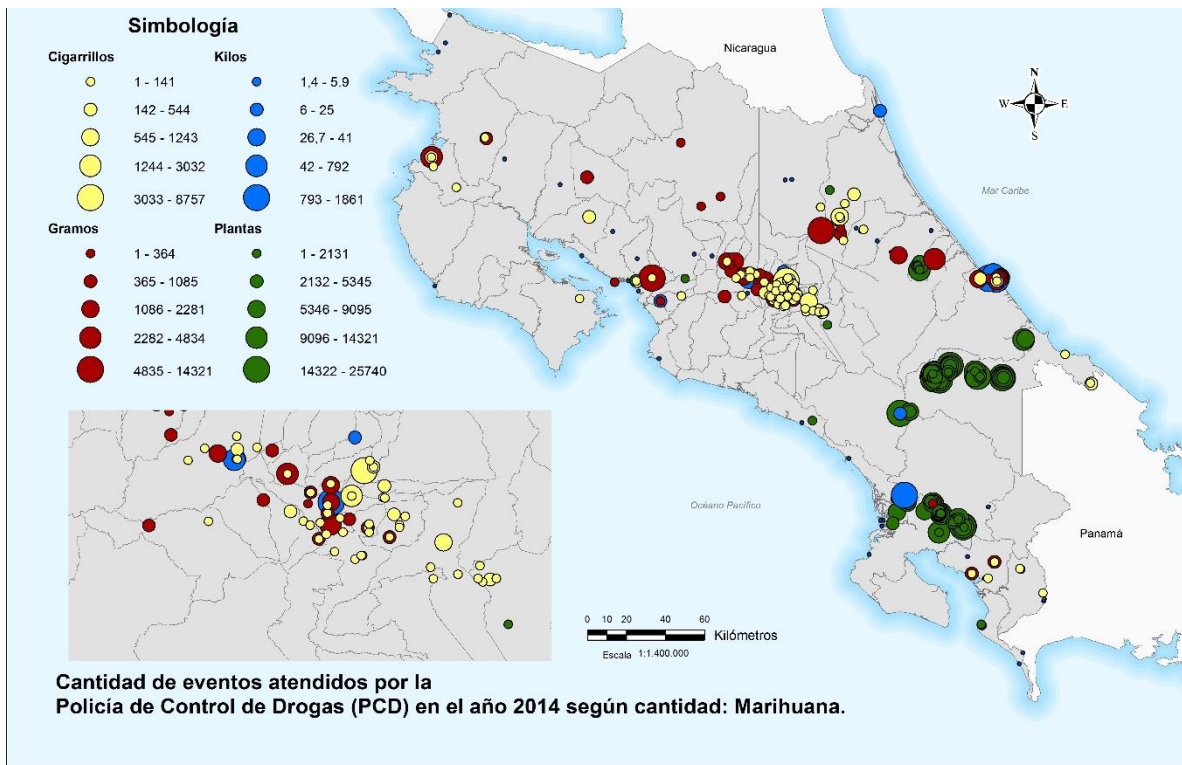 Simbología
Cigarrillos
1 - 141
142 - 544
545 - 1243
1244 - 3032
3033 - 8757
Kilos
1,4 - 5.9
6 - 25
26,7 - 41
42 - 792
793 - 1861
Gramos
1 - 364
365 - 1085
1086 - 2281
2282 - 4834
4835 - 14321
Plantas
1 - 2131
2132 - 5345
5346 - 9095
9096 - 14321
14322 - 25740
Nicaragua
N
W E
S
Mar Caribe
Océano Pacífico
Panamá
0 10 20 40 60
Kilómetros
Escala 1:1.400.000
Cantidad de eventos atendidos por la
Policía de Control de Drogas (PCD) en el año 2014 según cantidad: Marihuana.